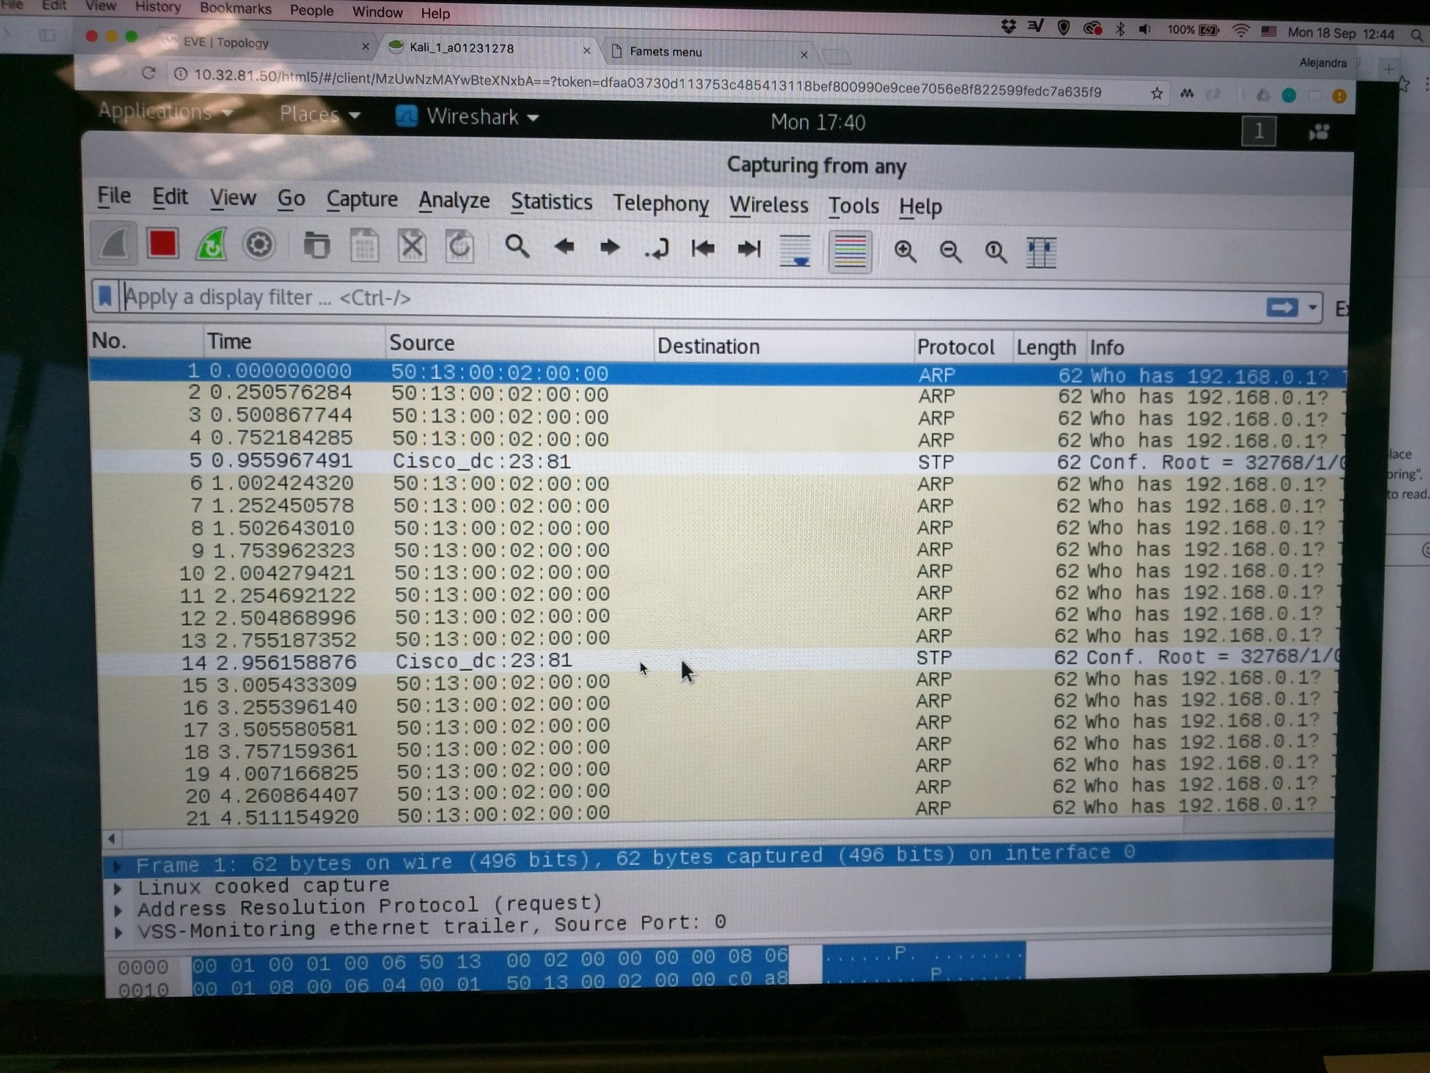 File Edit View History Bookmarks People Window Help
100% Mon 18 Sep 12:44
EVE | Topology × Kali_1_a01231278 × Famets menu ×
Alejandra
10.32.81.50/html5/#/client/MzUwNzMAYwBteXNxbA==?token=dfaa03730d113753c485413118bef800990e9cee7056e8f822599fedc7a635f9
Applications Places Wireshark Mon 17:40 1
Capturing from any
File Edit View Go Capture Analyze Statistics Telephony Wireless Tools Help
Apply a display filter ... <Ctrl-/> Ex
No. Time Source Destination Protocol Length Info
1 0.000000000 50:13:00:02:00:00 ARP 62 Who has 192.168.0.1?
2 0.250576284 50:13:00:02:00:00 ARP 62 Who has 192.168.0.1?
3 0.500867744 50:13:00:02:00:00 ARP 62 Who has 192.168.0.1?
4 0.752184285 50:13:00:02:00:00 ARP 62 Who has 192.168.0.1?
5 0.955967491 Cisco_dc:23:81 STP 62 Conf. Root = 32768/1/0
6 1.002424320 50:13:00:02:00:00 ARP 62 Who has 192.168.0.1?
7 1.252450578 50:13:00:02:00:00 ARP 62 Who has 192.168.0.1?
8 1.502643010 50:13:00:02:00:00 ARP 62 Who has 192.168.0.1?
9 1.753962323 50:13:00:02:00:00 ARP 62 Who has 192.168.0.1?
10 2.004279421 50:13:00:02:00:00 ARP 62 Who has 192.168.0.1?
11 2.254692122 50:13:00:02:00:00 ARP 62 Who has 192.168.0.1?
12 2.504868996 50:13:00:02:00:00 ARP 62 Who has 192.168.0.1?
13 2.755187352 50:13:00:02:00:00 ARP 62 Who has 192.168.0.1?
14 2.956158876 Cisco_dc:23:81 STP 62 Conf. Root = 32768/1/0
15 3.005433309 50:13:00:02:00:00 ARP 62 Who has 192.168.0.1?
16 3.255396140 50:13:00:02:00:00 ARP 62 Who has 192.168.0.1?
17 3.505580581 50:13:00:02:00:00 ARP 62 Who has 192.168.0.1?
18 3.757159361 50:13:00:02:00:00 ARP 62 Who has 192.168.0.1?
19 4.007166825 50:13:00:02:00:00 ARP 62 Who has 192.168.0.1?
20 4.260864407 50:13:00:02:00:00 ARP 62 Who has 192.168.0.1?
21 4.511154920 50:13:00:02:00:00 ARP 62 Who has 192.168.0.1?
lace
oring".
to read.
Frame 1: 62 bytes on wire (496 bits), 62 bytes captured (496 bits) on interface 0
Linux cooked capture
Address Resolution Protocol (request)
VSS-Monitoring ethernet trailer, Source Port: 0
0000 00 01 00 01 00 06 50 13 00 02 00 00 00 00 08 06 ......P. ........
0010 00 01 08 00 06 04 00 01 50 13 00 02 00 00 c0 a8 ........ P.......